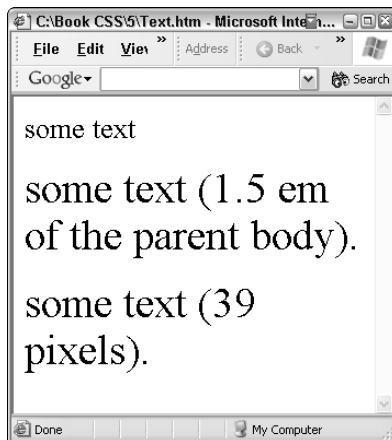 C:\Book CSS\5\Text.htm - Microsoft Inte
File Edit View » Address Back »
Google Search
some text
some text (1.5 em
of the parent body).
some text (39
pixels).
Done My Computer